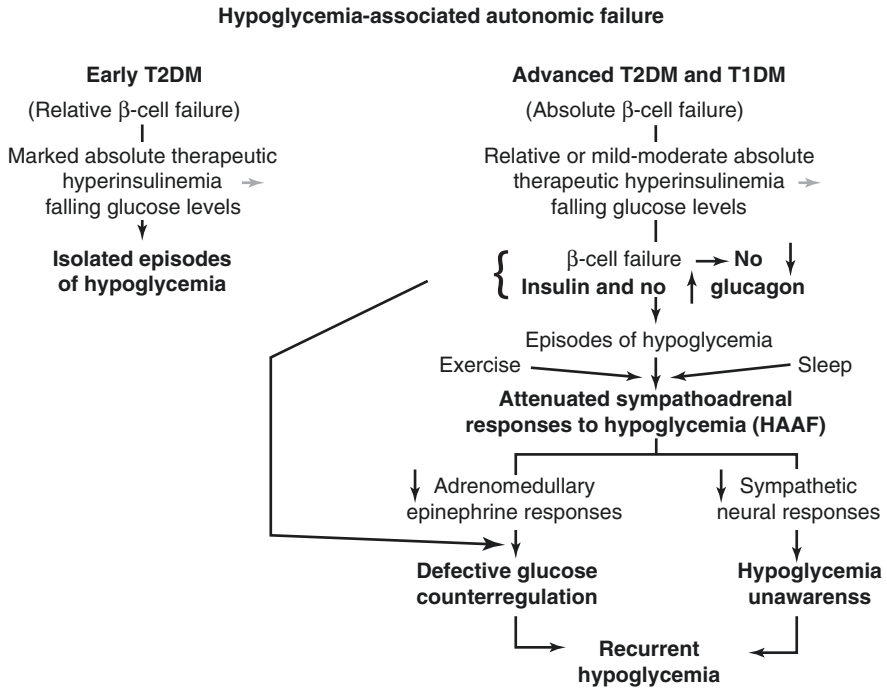 Hypoglycemia-associated autonomic failure
Early T2DM
(Relative β-cell failure)
Marked absolute therapeutic
hyperinsulinemia
falling glucose levels
Isolated episodes
of hypoglycemia
Advanced T2DM and T1DM
(Absolute β-cell failure)
Relative or mild-moderate absolute
therapeutic hyperinsulinemia
falling glucose levels
{ β-cell failure → No ↓
Insulin and no ↑ glucagon
Episodes of hypoglycemia
Exercise
Sleep
Attenuated sympathoadrenal
responses to hypoglycemia (HAAF)
↓ Adrenomedullary
epinephrine responses
↓ Sympathetic
neural responses
Defective glucose
counterregulation
Hypoglycemia
unawarenss
Recurrent
hypoglycemia